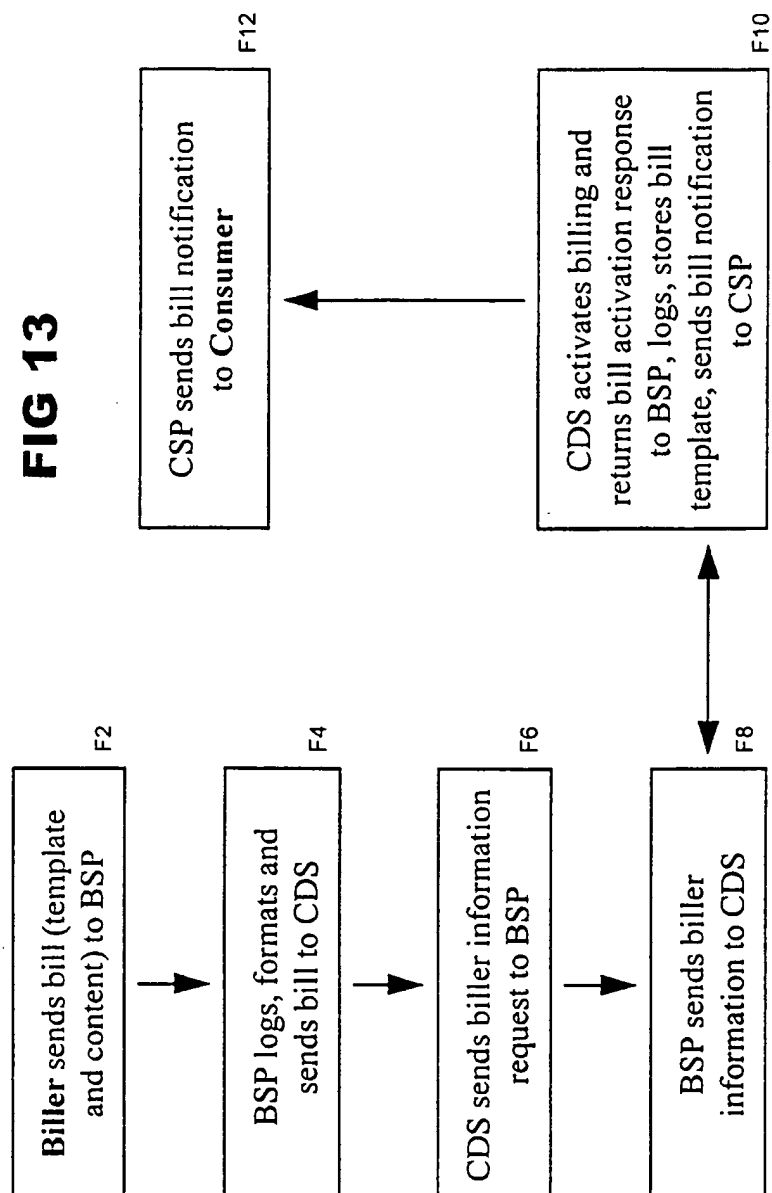 FIG 13
Biller sends bill (template
and content) to BSP
F2
BSP logs, formats and
sends bill to CDS
F4
CDS sends biller information
request to BSP
F6
BSP sends biller
information to CDS
F8
CDS activates billing and
returns bill activation response
to BSP, logs, stores bill
template, sends bill notification
to CSP
F10
CSP sends bill notification
to Consumer
F12